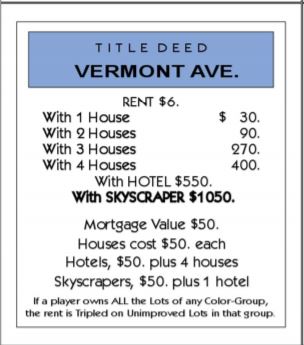 TITLE DEED
VERMONT AVE.
RENT $6.
With 1 House $ 30.
With 2 Houses 90.
With 3 Houses 270.
With 4 Houses 400.
With HOTEL $550.
With SKYSCRAPER $1050.
Mortgage Value $50.
Houses cost $50. each
Hotels, $50. plus 4 houses
Skyscrapers, $50. plus 1 hotel
If a player owns ALL the Lots of any Color-Group,
the rent is Tripled on Unimproved Lots in that group.